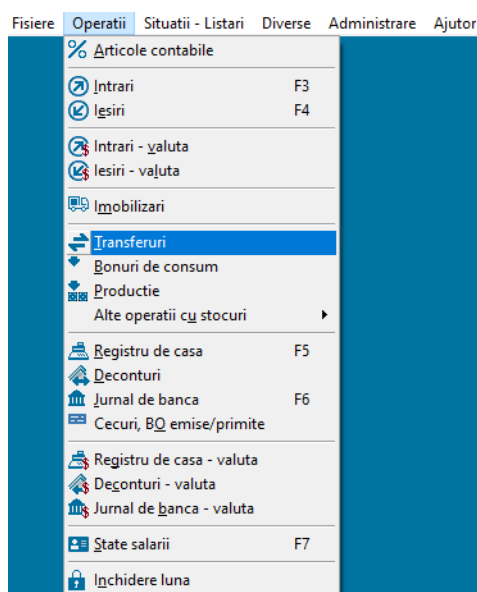 Fisiere Operatii Situatii - Listari Diverse Administrare Ajutor
Articole contabile
Intrari F3
Iesiri F4
Intrari - valuta
Iesiri - valuta
Imobilizari
Transferuri
Bonuri de consum
Productie
Alte operatii cu stocuri
Registru de casa F5
Deconturi
Jurnal de banca F6
Cecuri, BO emise/primite
Registru de casa - valuta
Deconturi - valuta
Jurnal de banca - valuta
State salarii F7
Inchidere luna